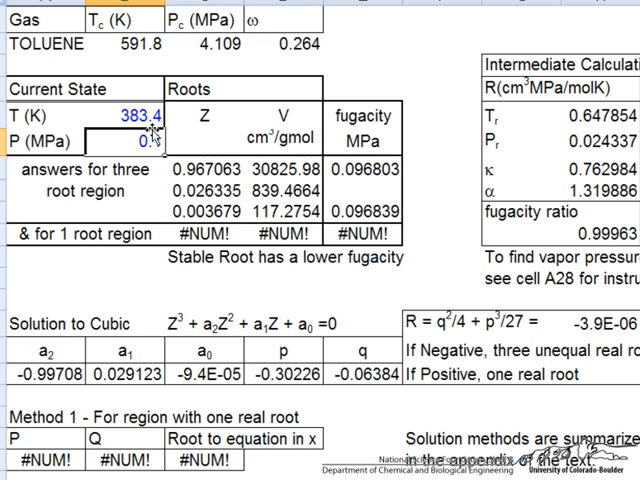 Gas T_c (K) P_c (MPa) ω
TOLUENE 591.8 4.109 0.264
Intermediate Calculati
Current State Roots
R(cm³MPa/molK)
T (K) 383.4 Z V fugacity
T_r 0.647854
P (MPa) 0. cm³/gmol MPa
P_r 0.024337
answers for three 0.967063 30825.98 0.096803
κ 0.762984
root region 0.026335 839.4664
α 1.319886
0.003679 117.2754 0.096839
fugacity ratio
& for 1 root region #NUM! #NUM! #NUM!
0.99963
Stable Root has a lower fugacity
To find vapor pressure
see cell A28 for instru
Solution to Cubic Z³ + a₂Z² + a₁Z + a₀ =0
R = q²/4 + p³/27 = -3.9E-06
a₂ a₁ a₀ p q
If Negative, three unequal real ro
-0.99708 0.029123 -9.4E-05 -0.30226 -0.06384
If Positive, one real root
Method 1 - For region with one real root
P Q Root to equation in x
Solution methods are summarize
#NUM! #NUM! #NUM!
in the appendix of the text.
Department of Chemical and Biological Engineering
University of Colorado-Boulder